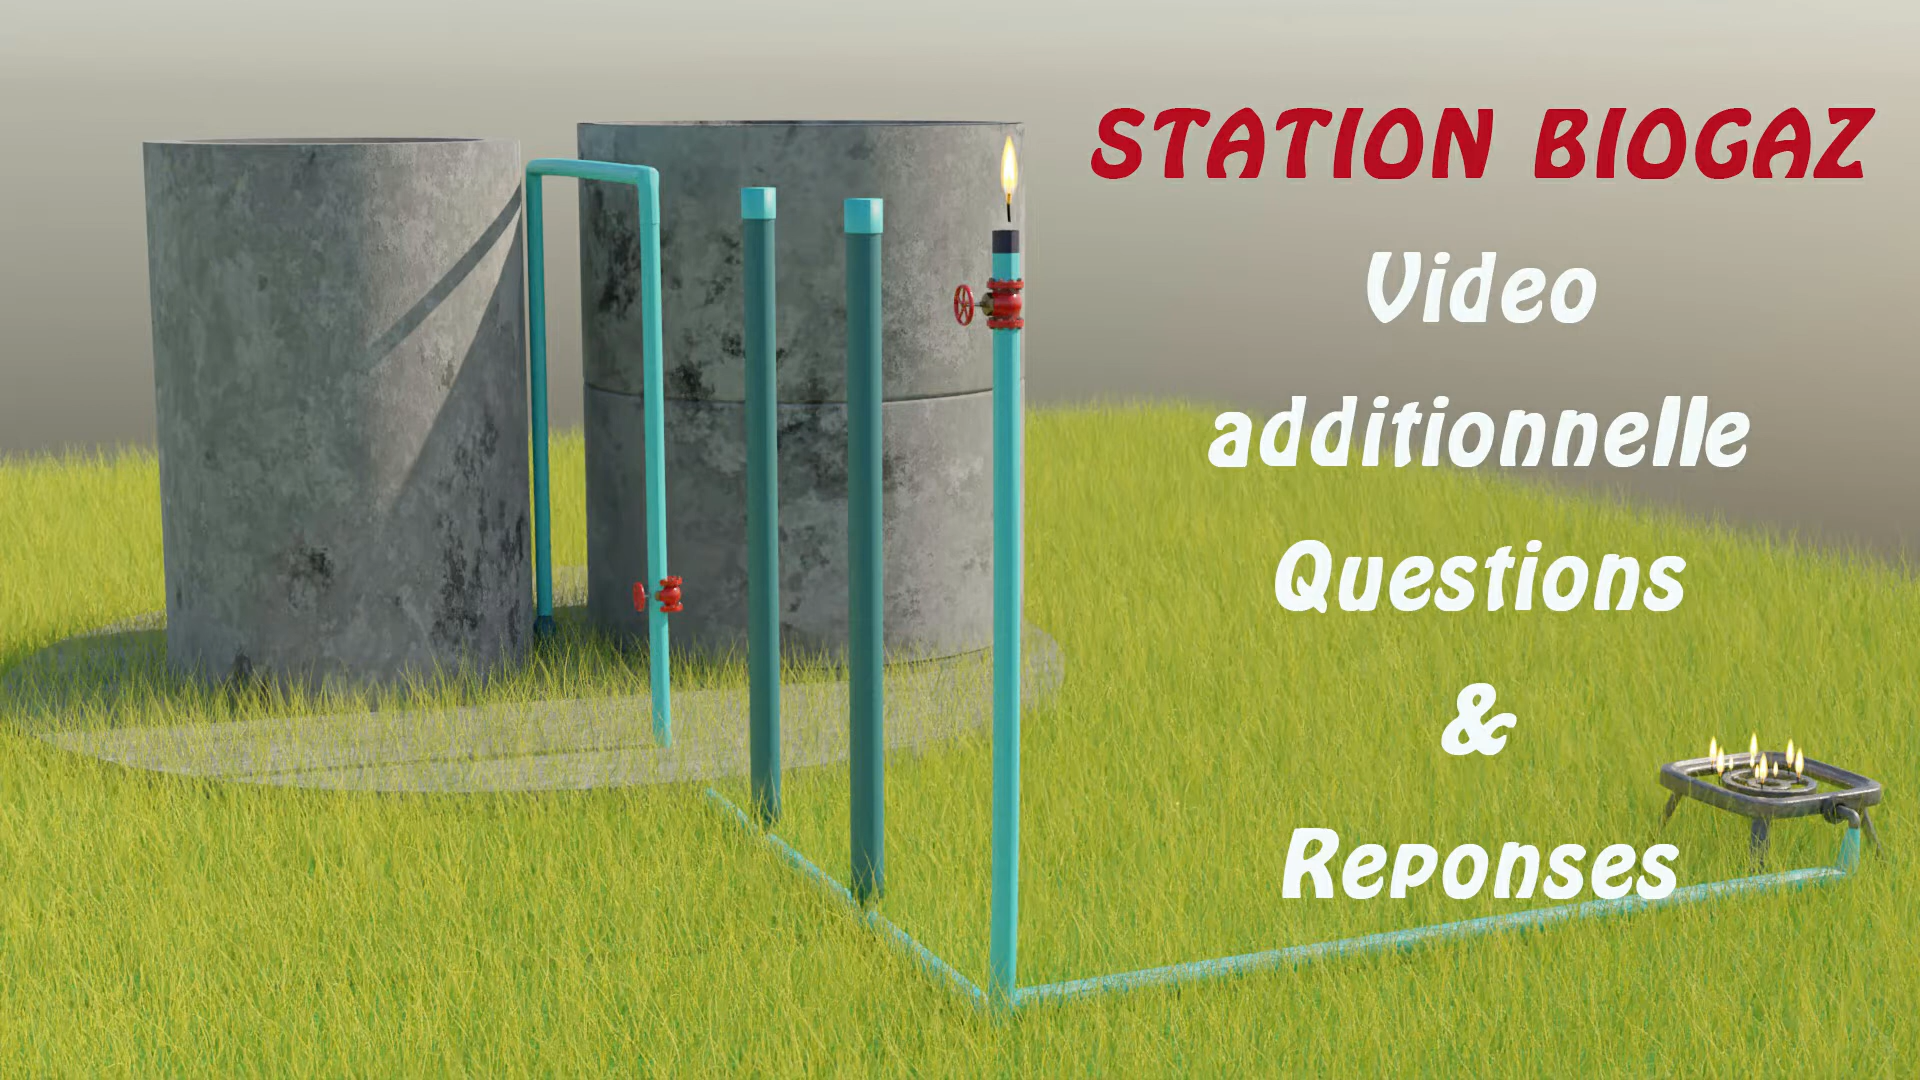 STATION BIOGAZ
Video
additionnelle
Questions
&
Reponses